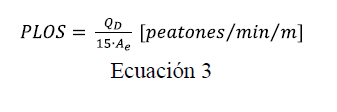 PLOS = Q_D / 15·A_e [peatones/min/m]
Ecuación 3